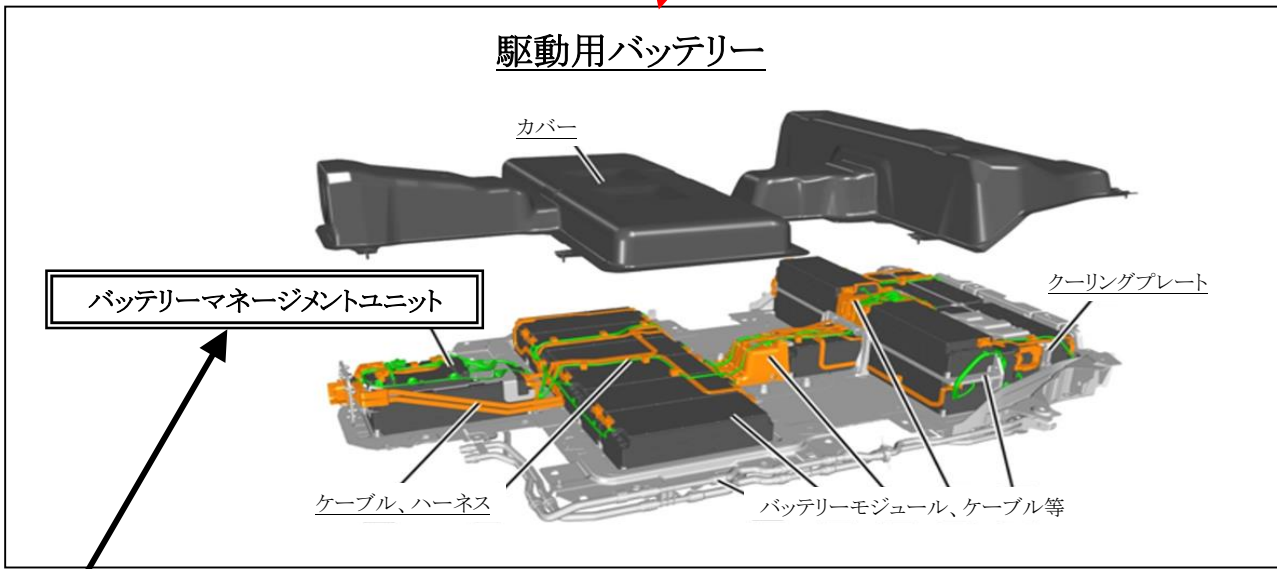 駆動用バッテリー
カバー
クーリングプレート
バッテリーマネージメントユニット
ケーブル、ハーネス
バッテリーモジュール、ケーブル等